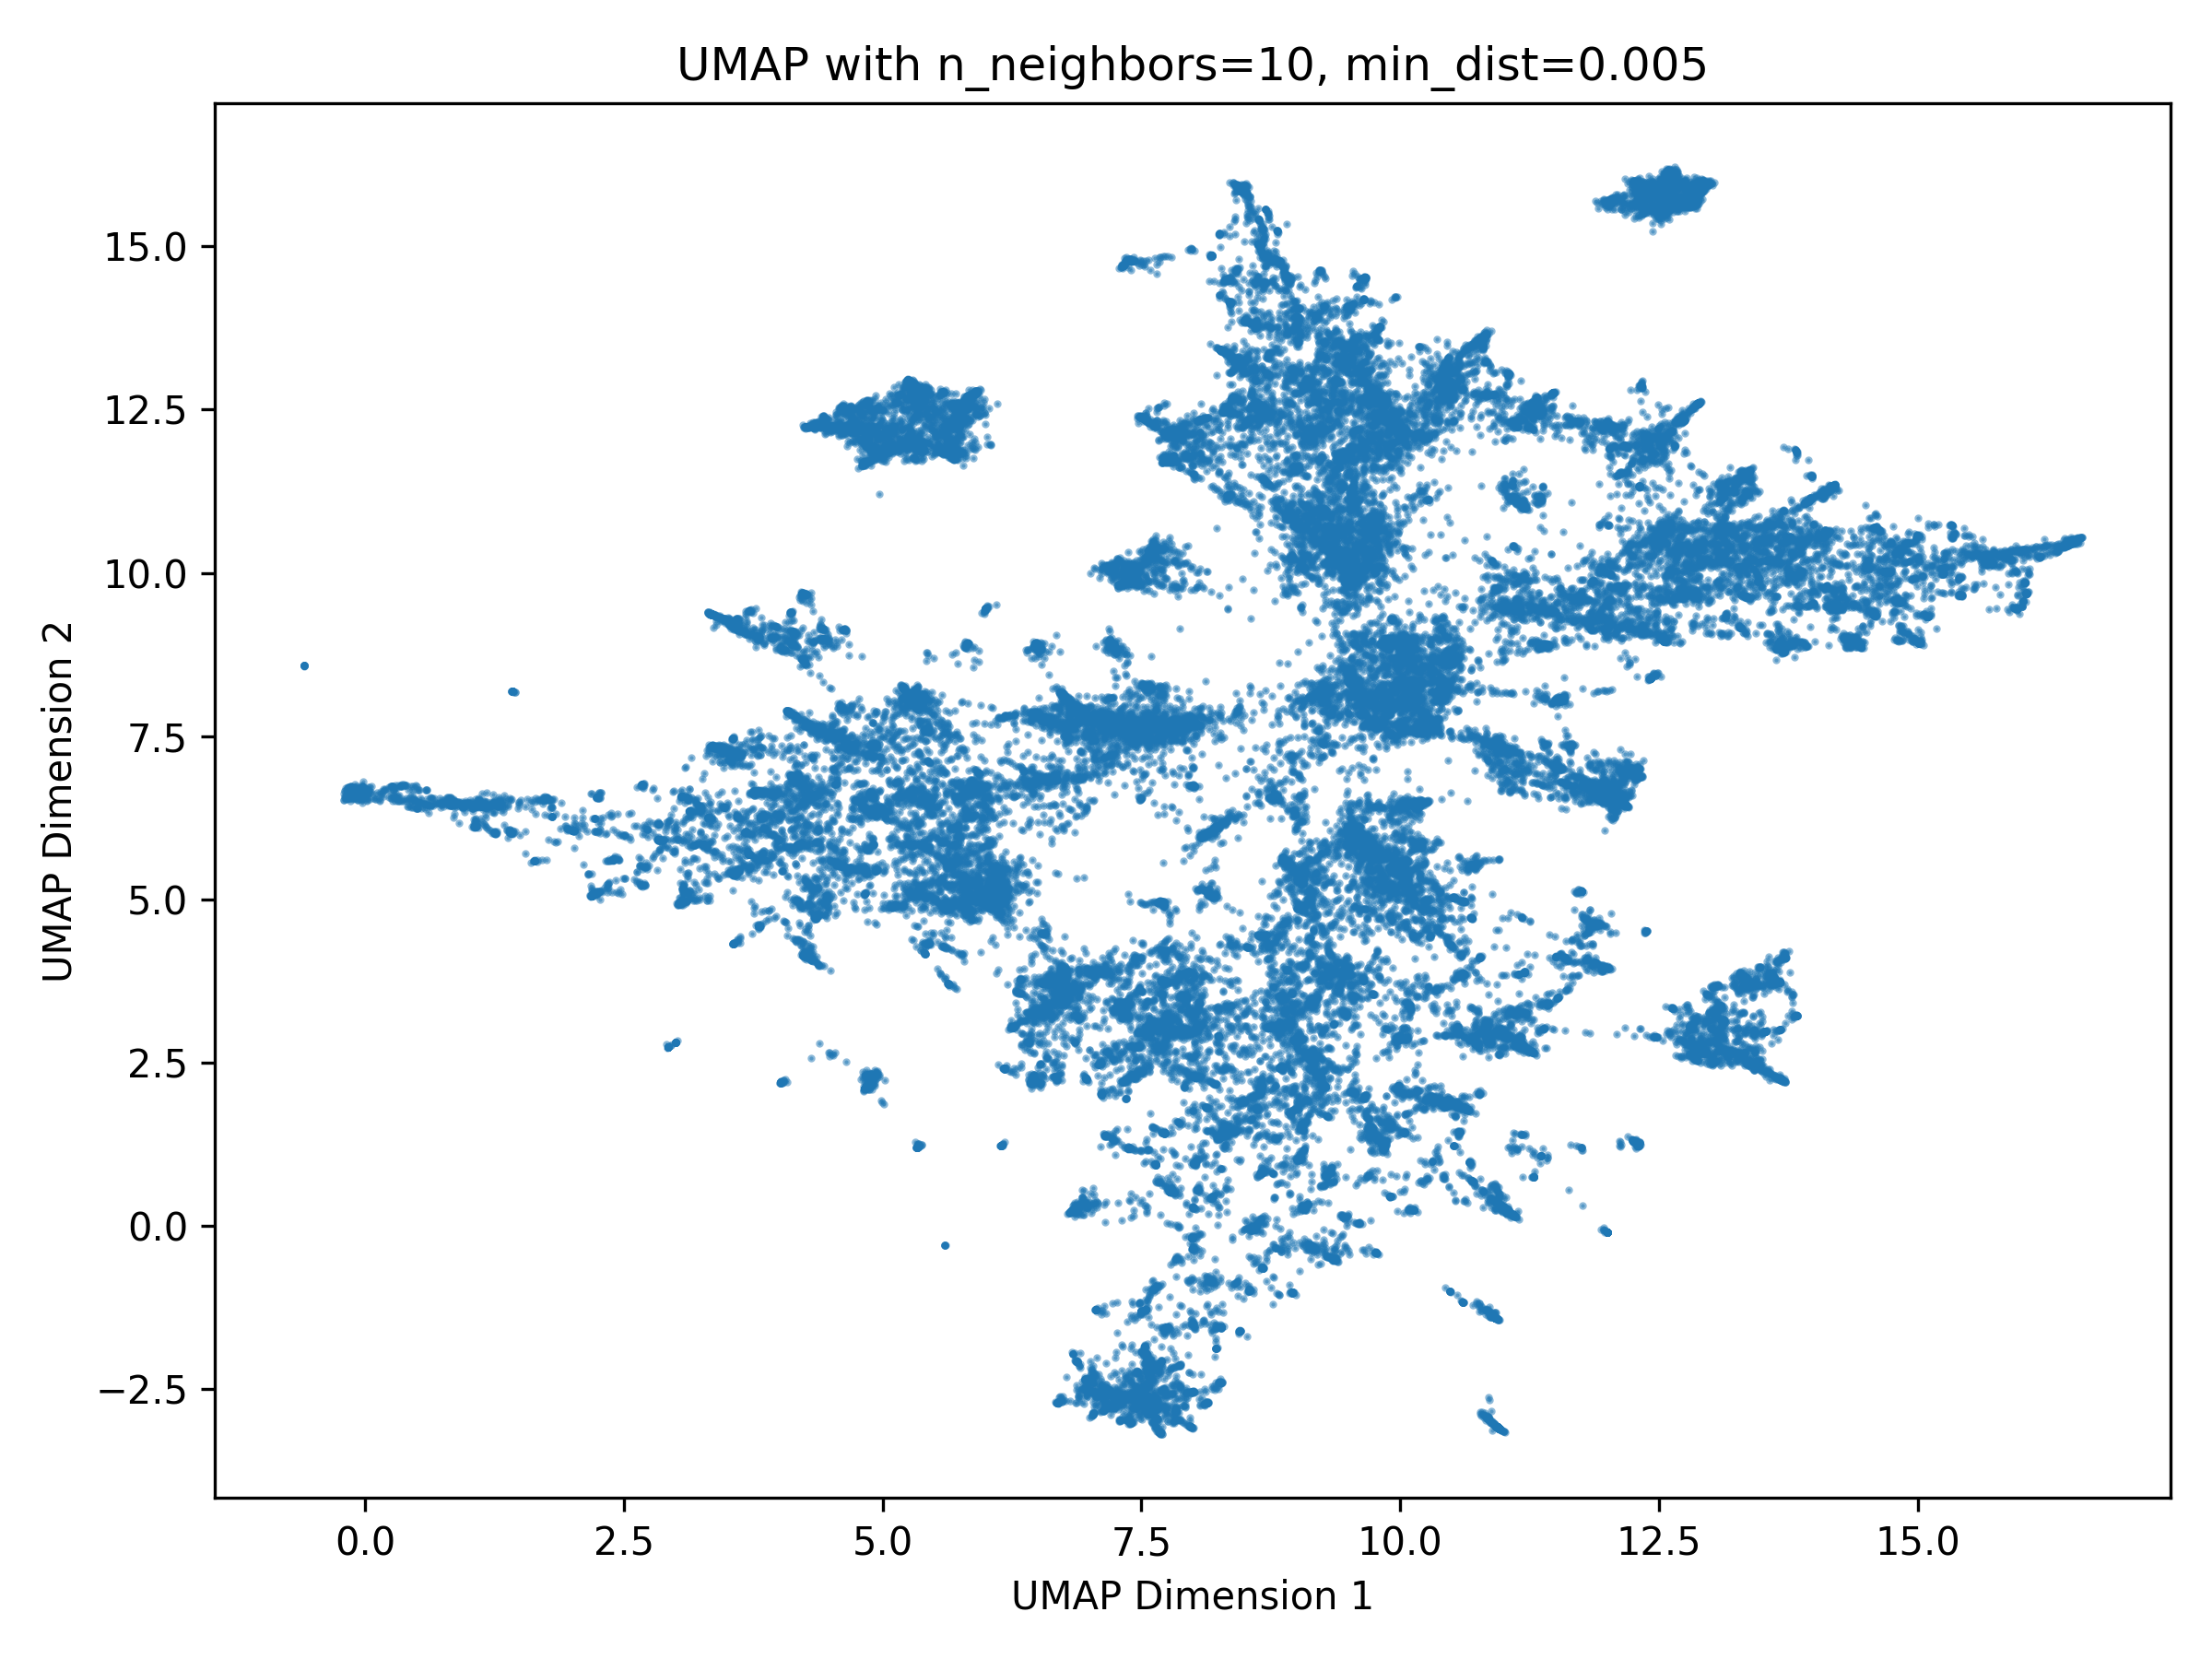 UMAP with n_neighbors=10, min_dist=0.005
15.0
12.5
10.0
7.5
5.0
2.5
0.0
−2.5
UMAP Dimension 2
0.0 2.5 5.0 7.5 10.0 12.5 15.0
UMAP Dimension 1